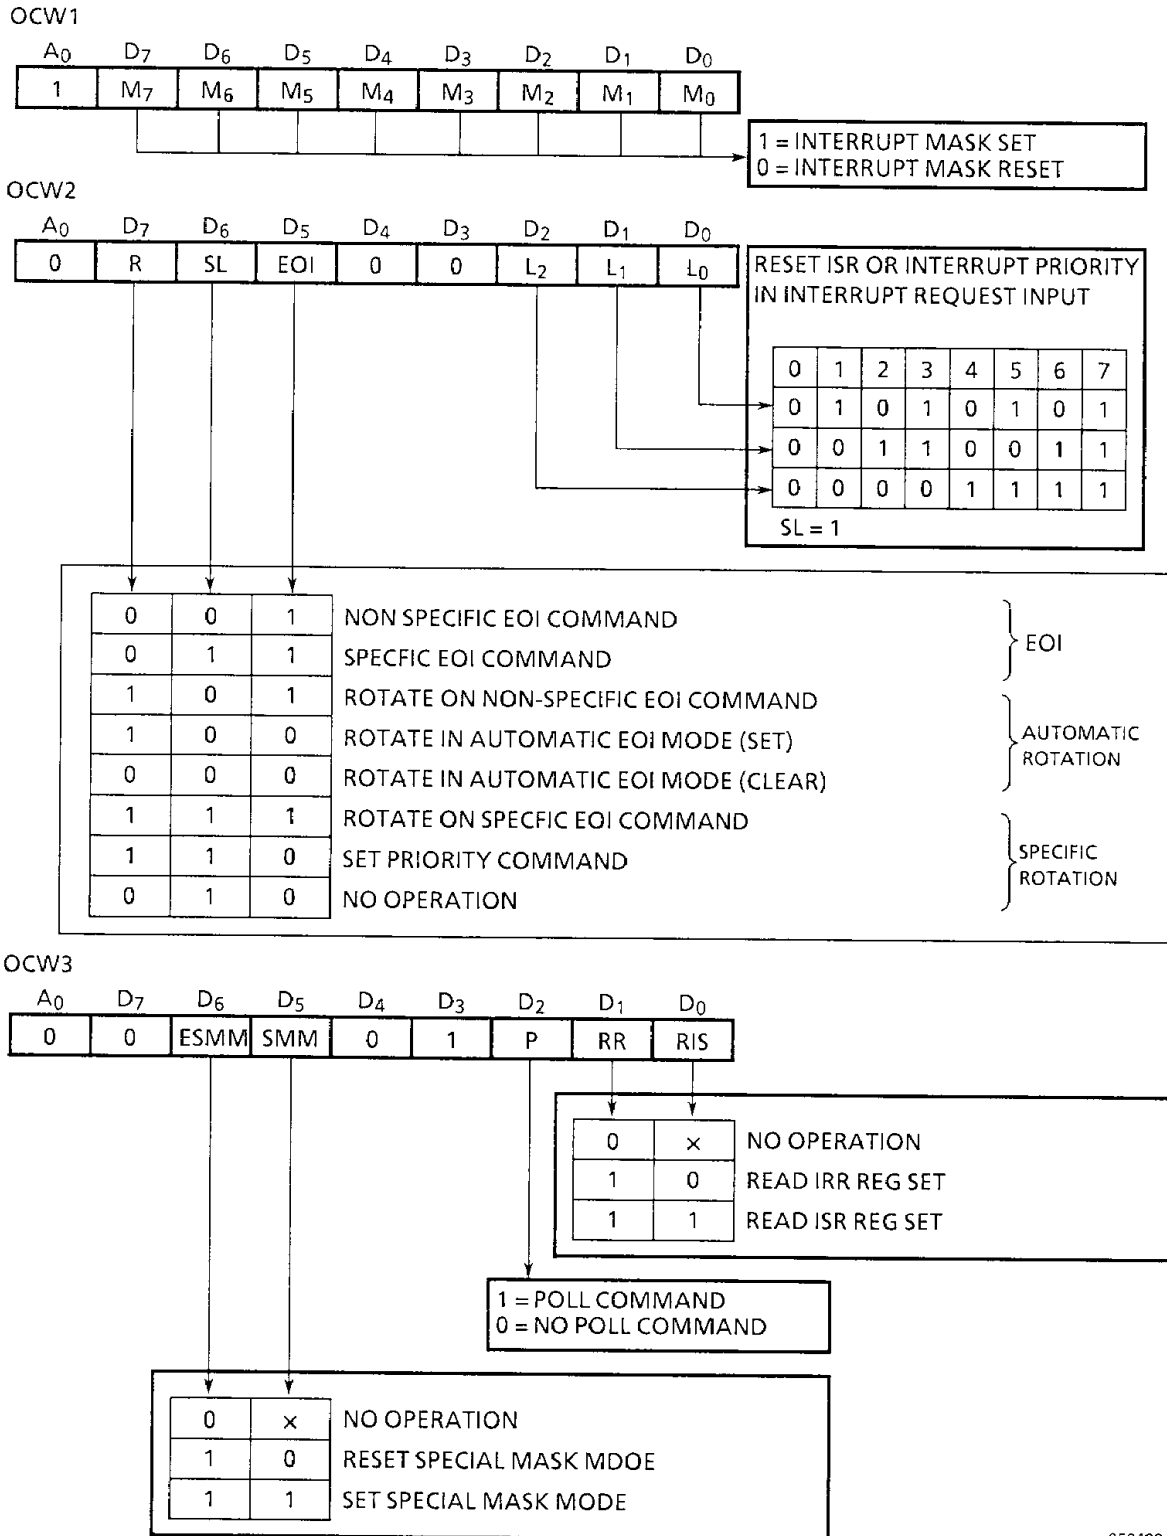 OCW1
A0 D7 D6 D5 D4 D3 D2 D1 D0
1 M7 M6 M5 M4 M3 M2 M1 M0
1 = INTERRUPT MASK SET
0 = INTERRUPT MASK RESET
OCW2
A0 D7 D6 D5 D4 D3 D2 D1 D0
0 R SL EOI 0 0 L2 L1 L0
RESET ISR OR INTERRUPT PRIORITY
IN INTERRUPT REQUEST INPUT
0 1 2 3 4 5 6 7
0 1 0 1 0 1 0 1
0 0 1 1 0 0 1 1
0 0 0 0 1 1 1 1
SL = 1
0 0 1 NON SPECIFIC EOI COMMAND
0 1 1 SPECFIC EOI COMMAND
EOI
1 0 1 ROTATE ON NON-SPECIFIC EOI COMMAND
1 0 0 ROTATE IN AUTOMATIC EOI MODE (SET)
0 0 0 ROTATE IN AUTOMATIC EOI MODE (CLEAR)
AUTOMATIC
ROTATION
1 1 1 ROTATE ON SPECFIC EOI COMMAND
1 1 0 SET PRIORITY COMMAND
0 1 0 NO OPERATION
SPECIFIC
ROTATION
OCW3
A0 D7 D6 D5 D4 D3 D2 D1 D0
0 0 ESMM SMM 0 1 P RR RIS
0 × NO OPERATION
1 0 READ IRR REG SET
1 1 READ ISR REG SET
1 = POLL COMMAND
0 = NO POLL COMMAND
0 × NO OPERATION
1 0 RESET SPECIAL MASK MDOE
1 1 SET SPECIAL MASK MODE